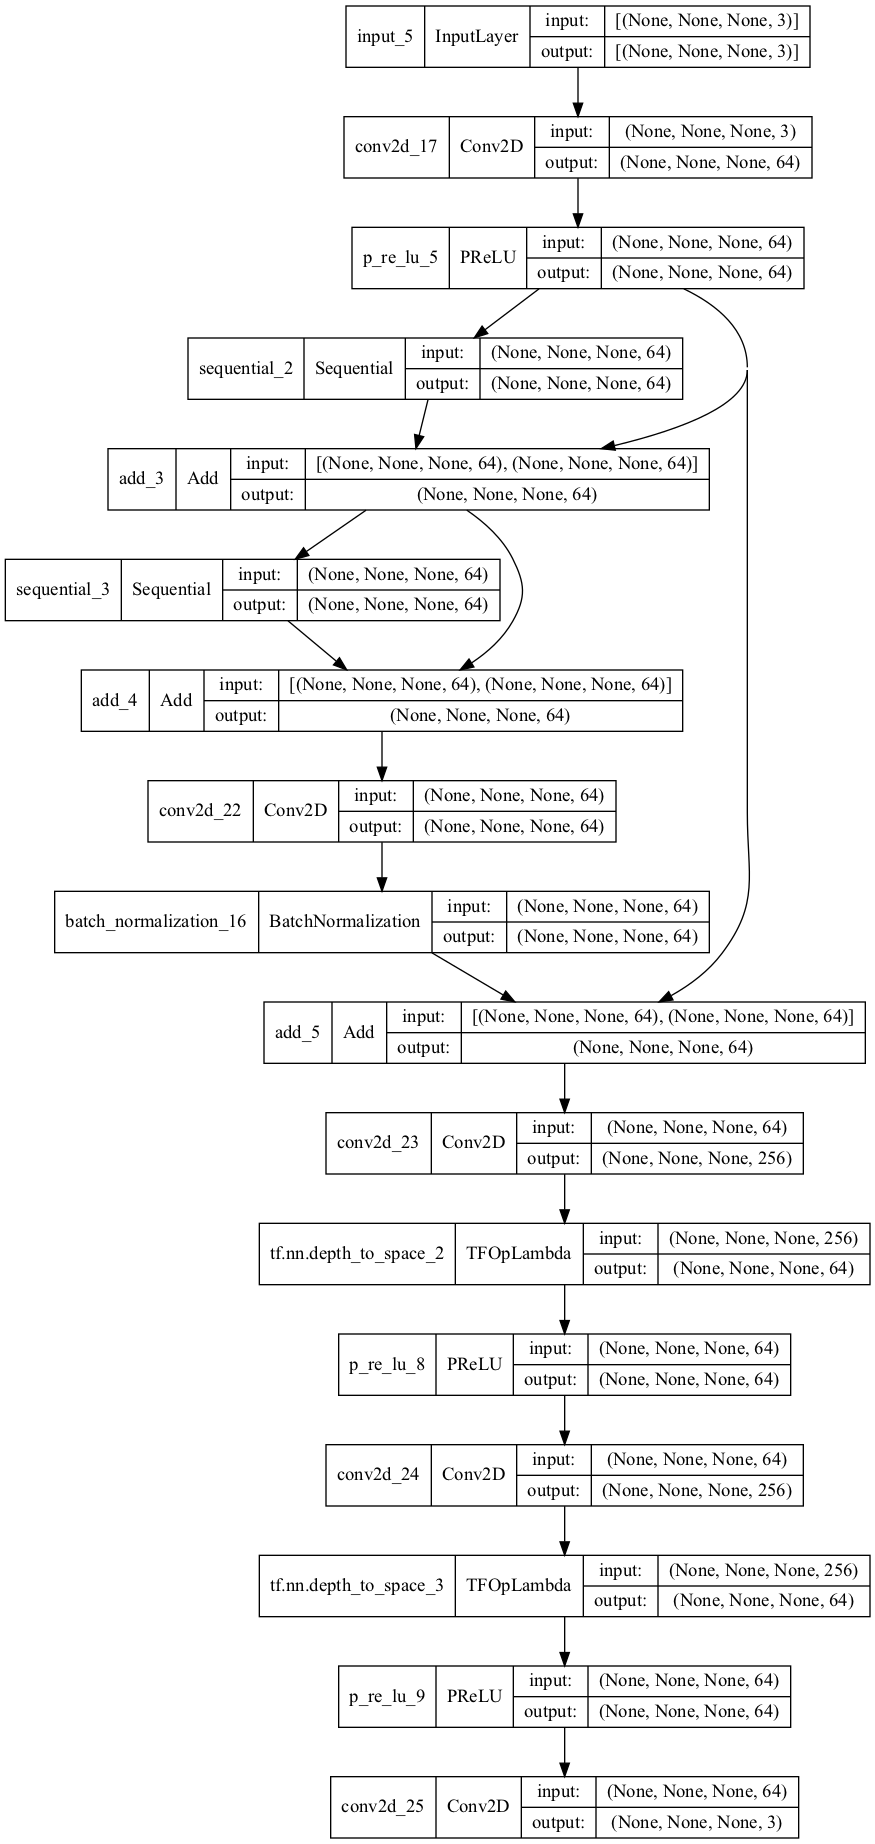 input_5 InputLayer input: [(None, None, None, 3)]
output: [(None, None, None, 3)]
conv2d_17 Conv2D input: (None, None, None, 3)
output: (None, None, None, 64)
p_re_lu_5 PReLU input: (None, None, None, 64)
output: (None, None, None, 64)
sequential_2 Sequential input: (None, None, None, 64)
output: (None, None, None, 64)
add_3 Add input: [(None, None, None, 64), (None, None, None, 64)]
output: (None, None, None, 64)
sequential_3 Sequential input: (None, None, None, 64)
output: (None, None, None, 64)
add_4 Add input: [(None, None, None, 64), (None, None, None, 64)]
output: (None, None, None, 64)
conv2d_22 Conv2D input: (None, None, None, 64)
output: (None, None, None, 64)
batch_normalization_16 BatchNormalization input: (None, None, None, 64)
output: (None, None, None, 64)
add_5 Add input: [(None, None, None, 64), (None, None, None, 64)]
output: (None, None, None, 64)
conv2d_23 Conv2D input: (None, None, None, 64)
output: (None, None, None, 256)
tf.nn.depth_to_space_2 TFOpLambda input: (None, None, None, 256)
output: (None, None, None, 64)
p_re_lu_8 PReLU input: (None, None, None, 64)
output: (None, None, None, 64)
conv2d_24 Conv2D input: (None, None, None, 64)
output: (None, None, None, 256)
tf.nn.depth_to_space_3 TFOpLambda input: (None, None, None, 256)
output: (None, None, None, 64)
p_re_lu_9 PReLU input: (None, None, None, 64)
output: (None, None, None, 64)
conv2d_25 Conv2D input: (None, None, None, 64)
output: (None, None, None, 3)